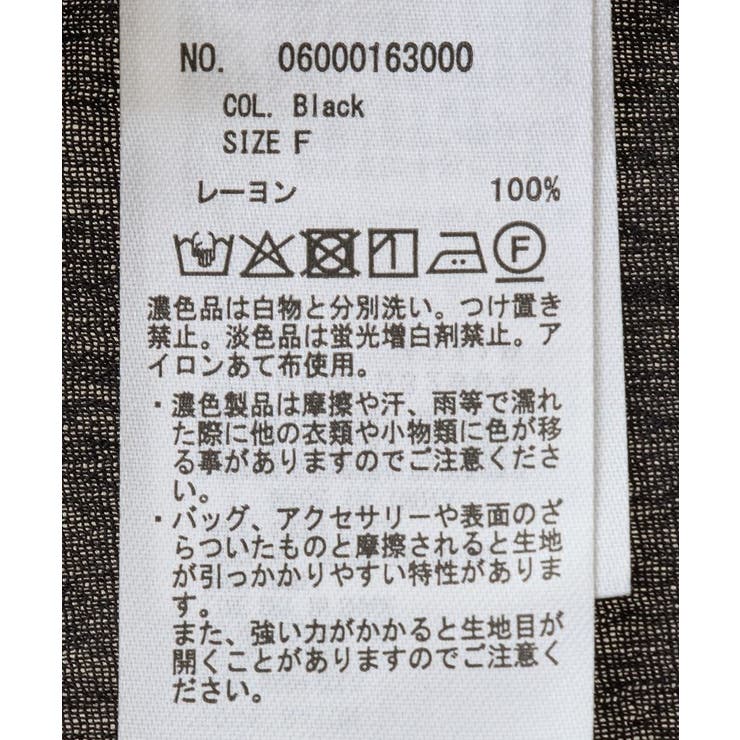 NO. 06000163000
COL. Black
SIZE F
レーヨン 100%
F
濃色品は白物と分別洗い。つけ置き
禁止。淡色品は蛍光増白剤禁止。ア
イロンあて布使用。
・濃色製品は摩擦や汗、雨等で濡れ
た際に他の衣類や小物類に色が移
る事がありますのでご注意くださ
い。
・バッグ、アクセサリーや表面のざ
らついたものと摩擦されると生地
が引っかかりやすい特性がありま
す。
また、強い力がかかると生地目が
開くことがありますのでご注意く
ださい。